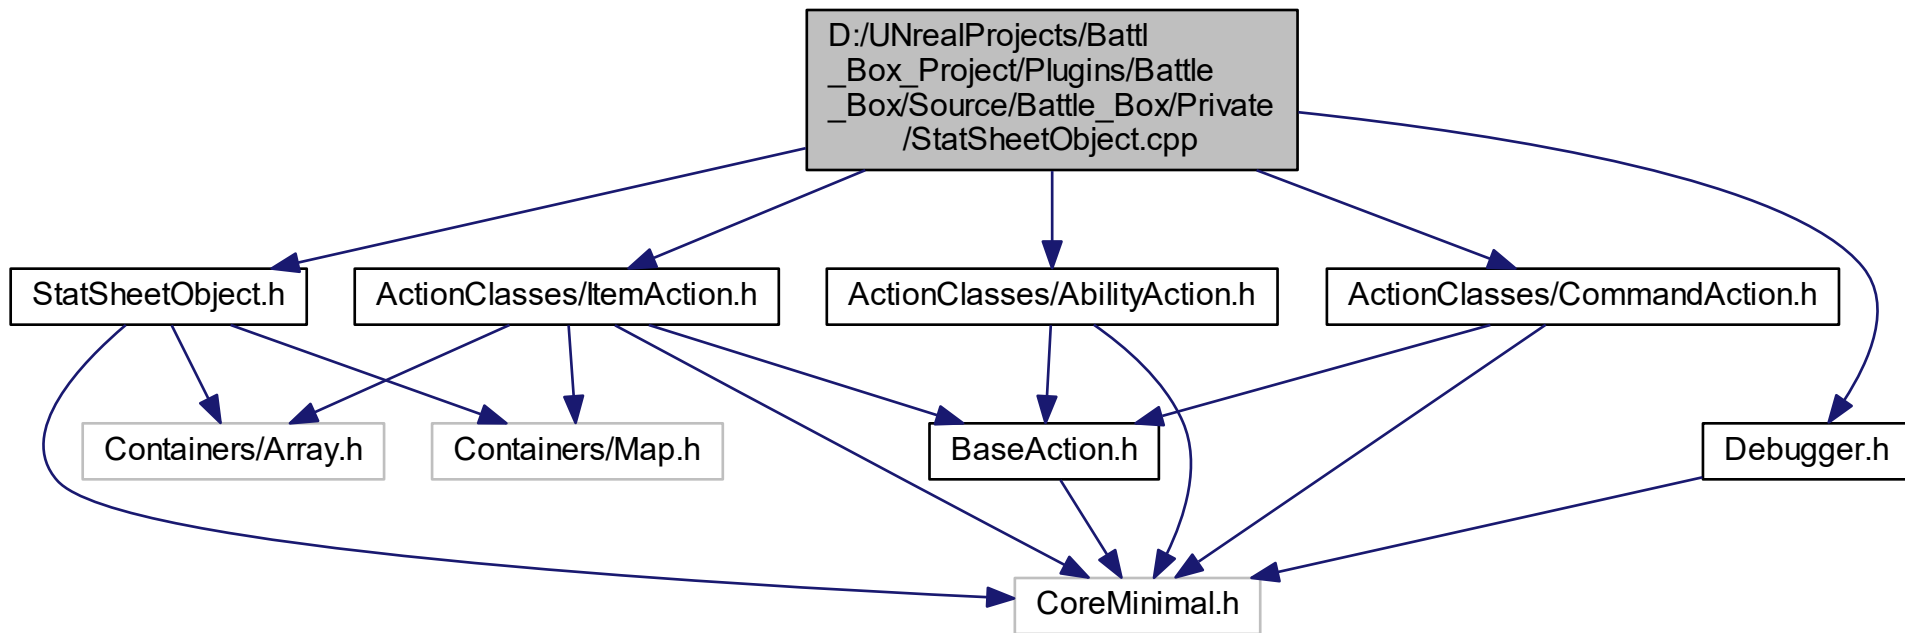 D:/UNrealProjects/Battl
_Box_Project/Plugins/Battle
_Box/Source/Battle_Box/Private
/StatSheetObject.cpp
StatSheetObject.h
ActionClasses/ItemAction.h
ActionClasses/AbilityAction.h
ActionClasses/CommandAction.h
Containers/Array.h
Containers/Map.h
BaseAction.h
Debugger.h
CoreMinimal.h